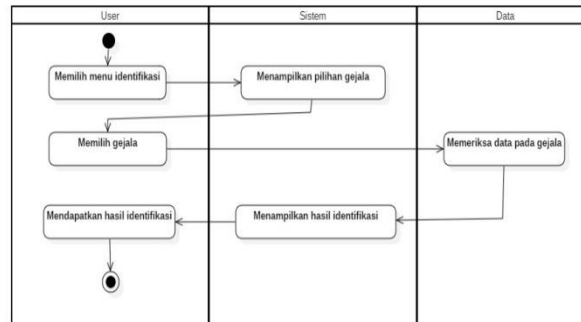 User
Sistem
Data
Memilih menu identifikasi
Menampilkan pilihan gejala
Memilih gejala
Memeriksa data pada gejala
Mendapatkan hasil identifikasi
Menampilkan hasil identifikasi